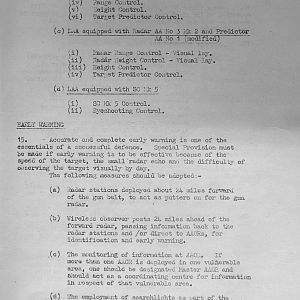 (iv) Range Control.
(v) Height Control.
(vi) Target Predictor Control.
(c) LAA equipped with Radar AA No 3 Mk 2 and Predictor
AA No 1 (modified)
(i) Radar Range Control - Visual lay.
(ii) Radar Height Control - Visual lay.
(iii) Height Control.
(iv) Target Predictor Control.
(d) LAA equipped with SO Mk 5
(i) SO Mk 5 Control.
(ii) Eyeshooting Control.
EARLY WARNING
15. Accurate and complete early warning is one of the
essentials of a successful defence. Special Provision must
be made if early warning is to be effective because of the
speed of the target, the small radar echo and the difficulty of
observing the target visually by day.
The following measures should be adopted:-
(a) Radar stations deployed about 24 miles forward
of the gun belt, to act as putters on for the gun
radar.
(b) Wireless observer posts 2½ miles ahead of the
forward radar, passing information back to the
radar stations and/or direct to AAORs, for
identification and early warning.
(c) The monitoring of information at AAOR. If
more than one AAOR is deployed in one vulnerable
area, one should be designated Master AAOR and
should act as a coordinating centre for information
in respect of that vulnerable area.
(d) The employment of searchlights as part of the